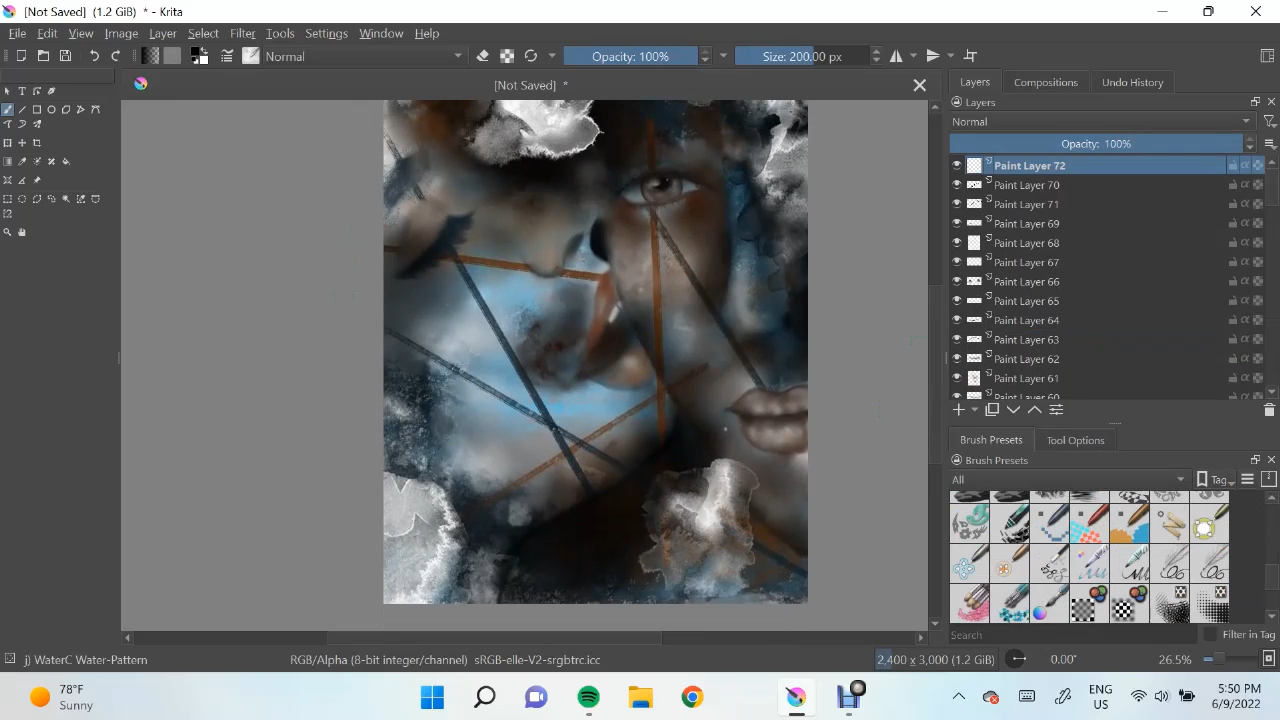 [Not Saved] (1.2 GiB) * - Krita
File Edit View Image Layer Select Filter Tools Settings Window Help
Normal Opacity: 100% Size: 200.00 px
[Not Saved] *
Layers Compositions Undo History
Layers
Normal
Opacity: 100%
Paint Layer 72
Paint Layer 70
Paint Layer 71
Paint Layer 69
Paint Layer 68
Paint Layer 67
Paint Layer 66
Paint Layer 65
Paint Layer 64
Paint Layer 63
Paint Layer 62
Paint Layer 61
Paint Layer 60
Brush Presets Tool Options
Brush Presets
All Tag
Search Filter in Tag
j) WaterC Water-Pattern RGB/Alpha (8-bit integer/channel) sRGB-elle-V2-srgbtrc.icc 2,400 x 3,000 (1.2 GiB) 0.00° 26.5%
78°F
Sunny
ENG
US
5:50 PM
6/9/2022